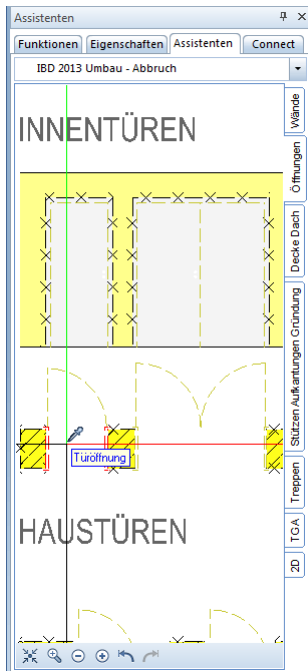 Assistenten
Funktionen
Eigenschaften
Assistenten
Connect
IBD 2013 Umbau - Abbruch
INNENTÜREN
Türöffnung
HAUSTÜREN
Wände
Öffnungen
Decke Dach
Stützen Aufkantungen Gründung
Treppen
TGA
2D